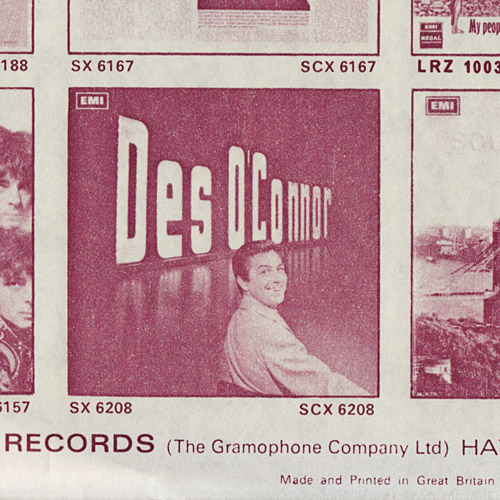 188
SX 6167 SCX 6167
EMI
REGAL
My peop
LRZ 1003
EMI
Des O'Connor
EMI
6157
SX 6208 SCX 6208
RECORDS (The Gramophone Company Ltd) HA
Made and Printed in Great Britain